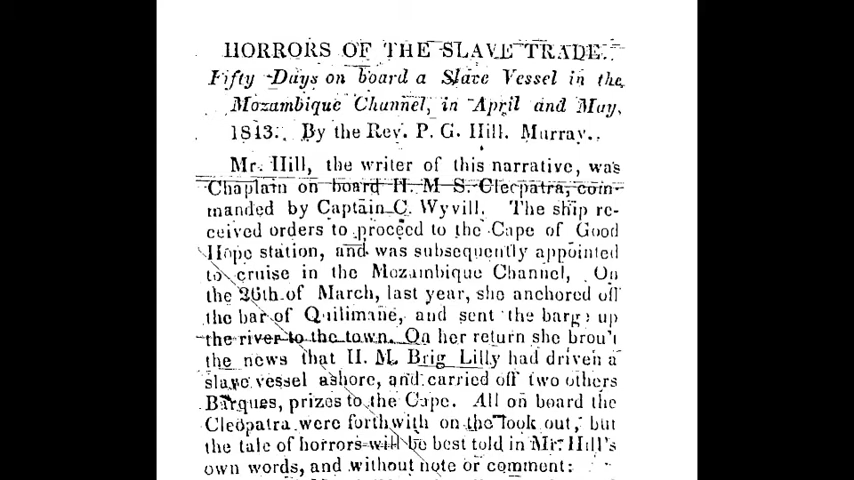 HORRORS OF THE SLAVE TRADE.
Fifty Days on board a Slave Vessel in the
Mozambique Channel, in April and May,
1843. By the Rev. P. G. Hill. Murray.
Mr. Hill, the writer of this narrative, was
Chaplain on board H. M. S. Cleopatra, com-
manded by Captain C. Wyvill. The ship re-
ceived orders to proceed to the Cape of Good
Hope station, and was subsequently appointed
to cruise in the Mozambique Channel, On
the 26th of March, last year, she anchored off
the bar of Quilimane, and sent the barge up
the river to the town. On her return she brou't
the news that H. M. Brig Lilly had driven a
slave vessel ashore, and carried off two others
Barques, prizes to the Cape. All on board the
Cleopatra were forthwith on the look out, but
the tale of horrors will be best told in Mr. Hill's
own words, and without note or comment: